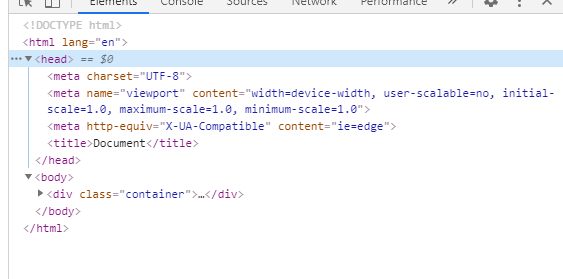 Elements Console Sources Network Performance »
<!DOCTYPE html>
<html lang="en">
…▼<head> == $0
<meta charset="UTF-8">
<meta name="viewport" content="width=device-width, user-scalable=no, initial-
scale=1.0, maximum-scale=1.0, minimum-scale=1.0">
<meta http-equiv="X-UA-Compatible" content="ie=edge">
<title>Document</title>
</head>
▼<body>
▶<div class="container">…</div>
</body>
</html>